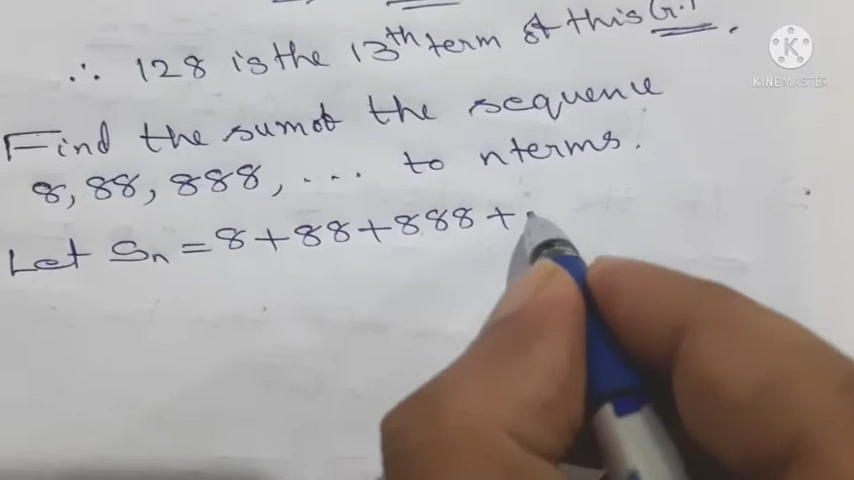 ∴ 128 is the 13th term of this G.P.
Find the sum of the sequence
8, 88, 888, ... to n terms.
Let Sn = 8 + 88 + 888 +
K
KINEMASTER